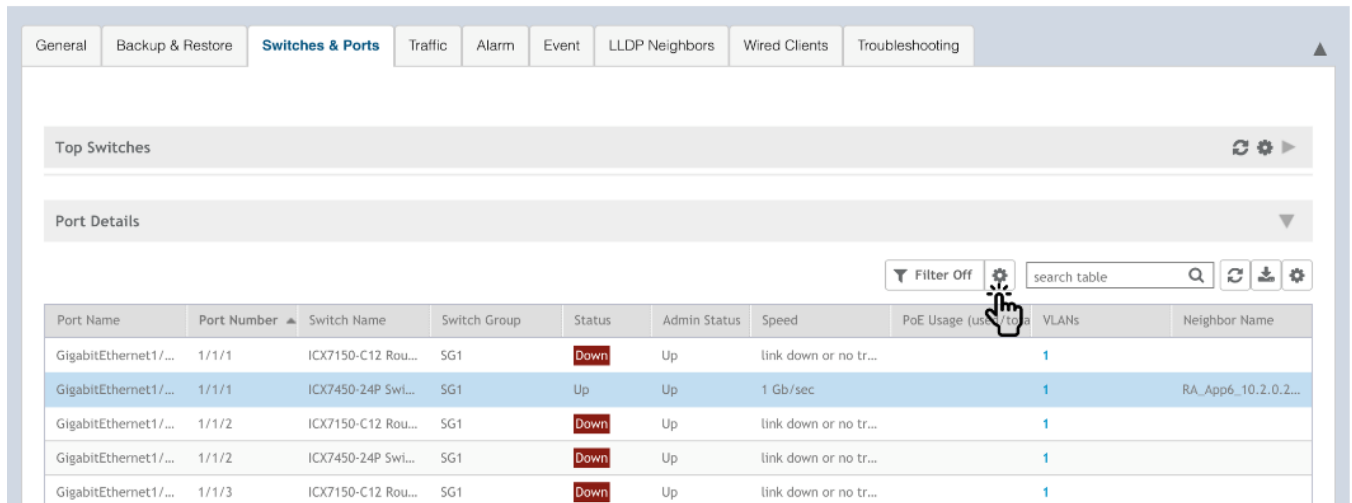 General Backup & Restore Switches & Ports Traffic Alarm Event LLDP Neighbors Wired Clients Troubleshooting
Top Switches
Port Details
Filter Off search table
Port Name Port Number Switch Name Switch Group Status Admin Status Speed PoE Usage (used/tota VLANs Neighbor Name
GigabitEthernet1/... 1/1/1 ICX7150-C12 Rou... SG1 Down Up link down or no tr... 1
GigabitEthernet1/... 1/1/1 ICX7450-24P Swi... SG1 Up Up 1 Gb/sec 1 RA_App6_10.2.0.2...
GigabitEthernet1/... 1/1/2 ICX7150-C12 Rou... SG1 Down Up link down or no tr... 1
GigabitEthernet1/... 1/1/2 ICX7450-24P Swi... SG1 Down Up link down or no tr... 1
GigabitEthernet1/... 1/1/3 ICX7150-C12 Rou... SG1 Down Up link down or no tr... 1